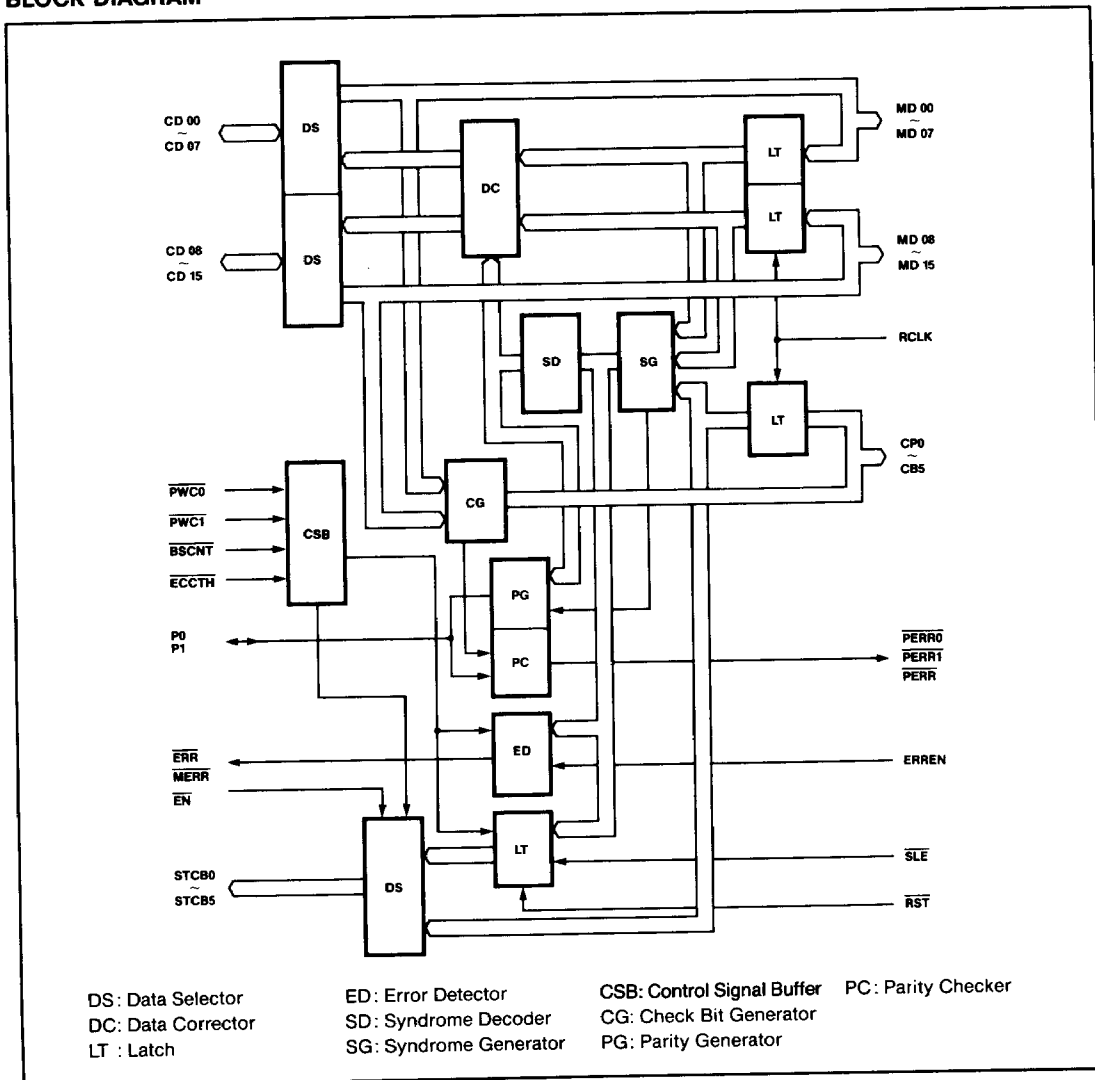 BLOCK DIAGRAM
CD 00
~
CD 07
DS
DC
LT
MD 00
~
MD 07
CD 08
~
CD 15
DS
LT
MD 08
~
MD 15
SD
SG
RCLK
LT
CP0
~
CB5
PWC0
PWC1
BSCNT
ECCTH
CSB
CG
P0
P1
PG
PC
PERR0
PERR1
PERR
ERR
MERR
EN
ED
ERREN
STCB0
~
STCB5
DS
LT
SLE
RST
DS: Data Selector
DC: Data Corrector
LT : Latch
ED: Error Detector
SD: Syndrome Decoder
SG: Syndrome Generator
CSB: Control Signal Buffer
CG: Check Bit Generator
PG: Parity Generator
PC: Parity Checker